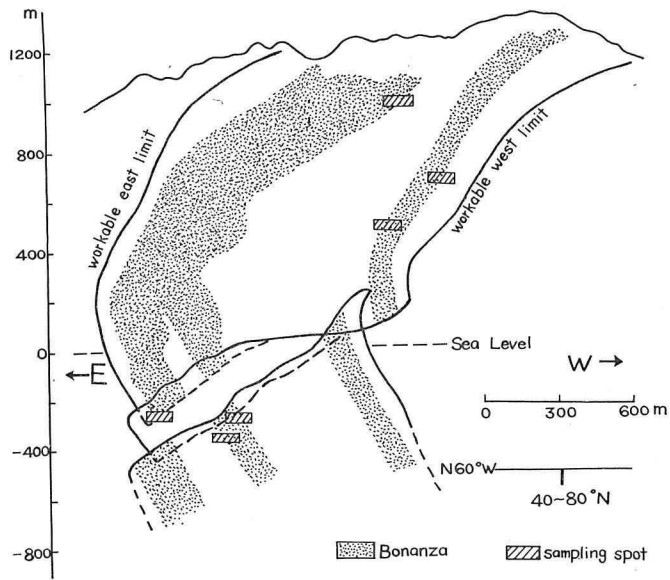 m
1200
800
400
0
-400
-800
workable east limit
workable west limit
Sea Level
←E
W→
0 300 600 m
N60°W
40~80°N
Bonanza
sampling spot